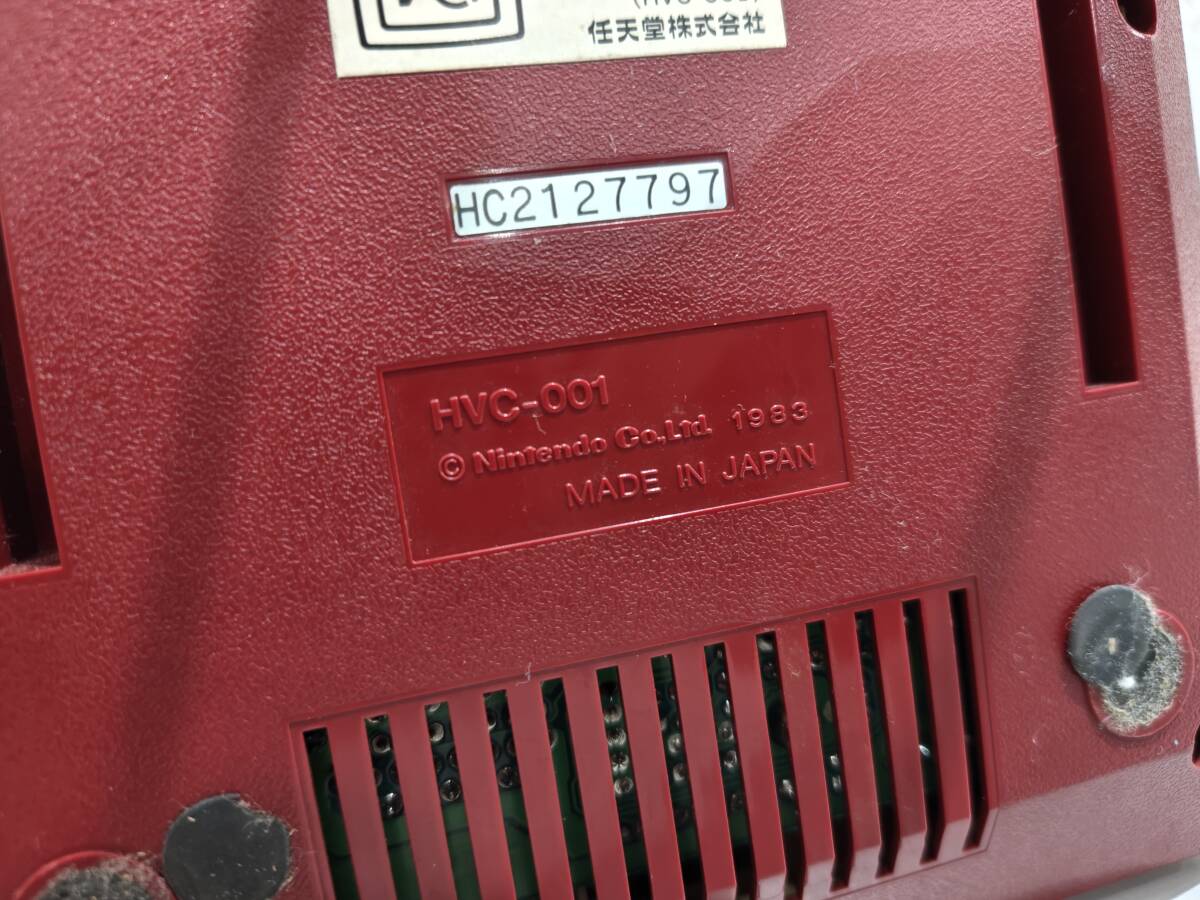 任天堂株式会社
HC2127797
HVC-001
© Nintendo Co.,Ltd. 1983
MADE IN JAPAN